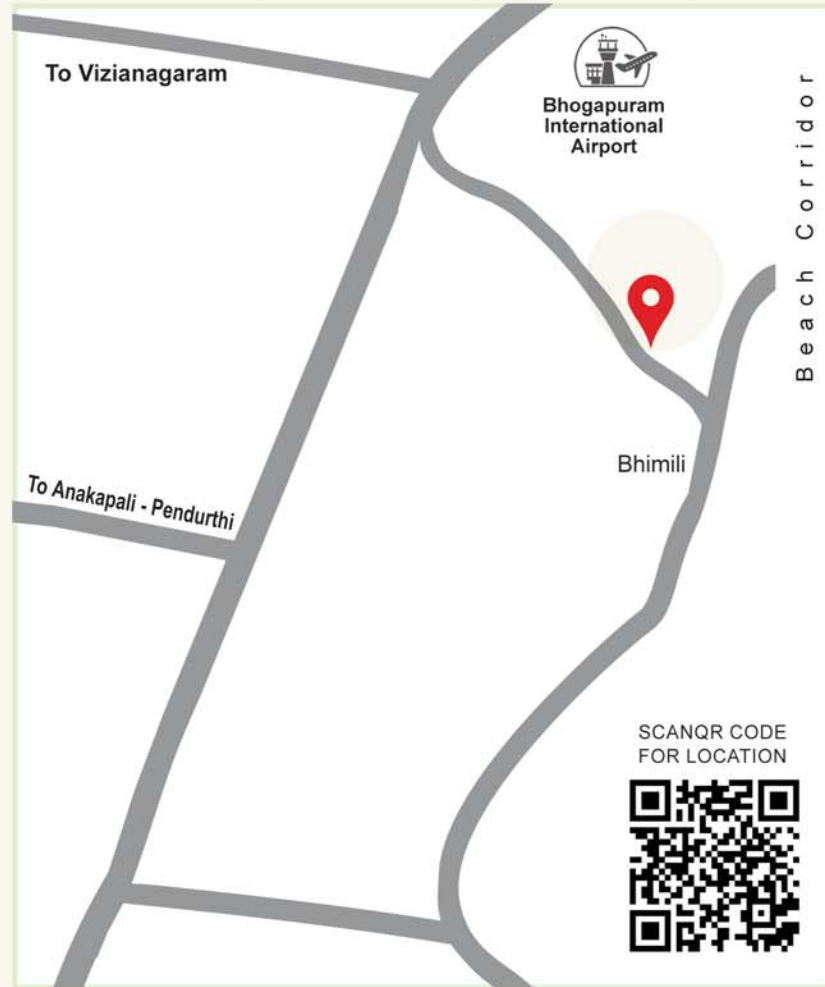 To Vizianagaram
Bhogapuram
International
Airport
Beach Corridor
Bhimili
To Anakapali - Pendurthi
SCANQR CODE
FOR LOCATION